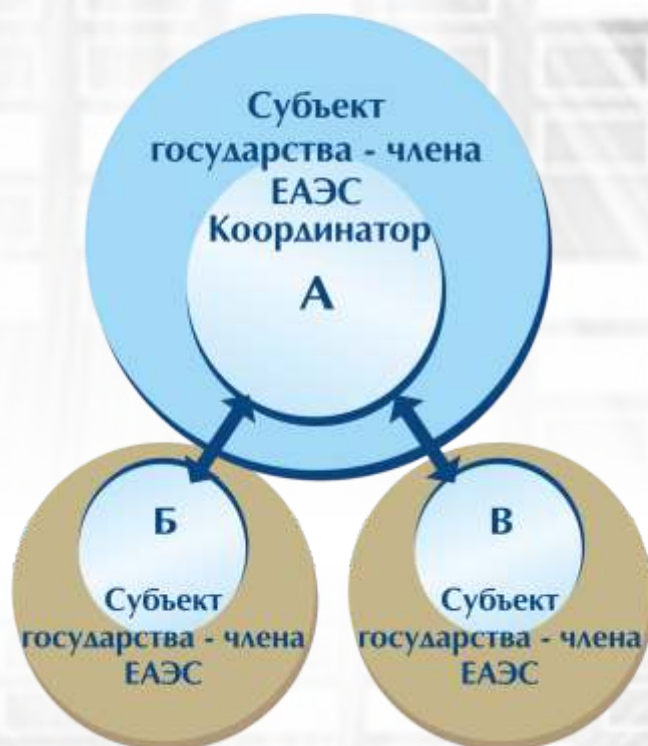 Субъект
государства - члена
ЕАЭС
Координатор
А
Б
Субъект
государства - члена
ЕАЭС
В
Субъект
государства - члена
ЕАЭС